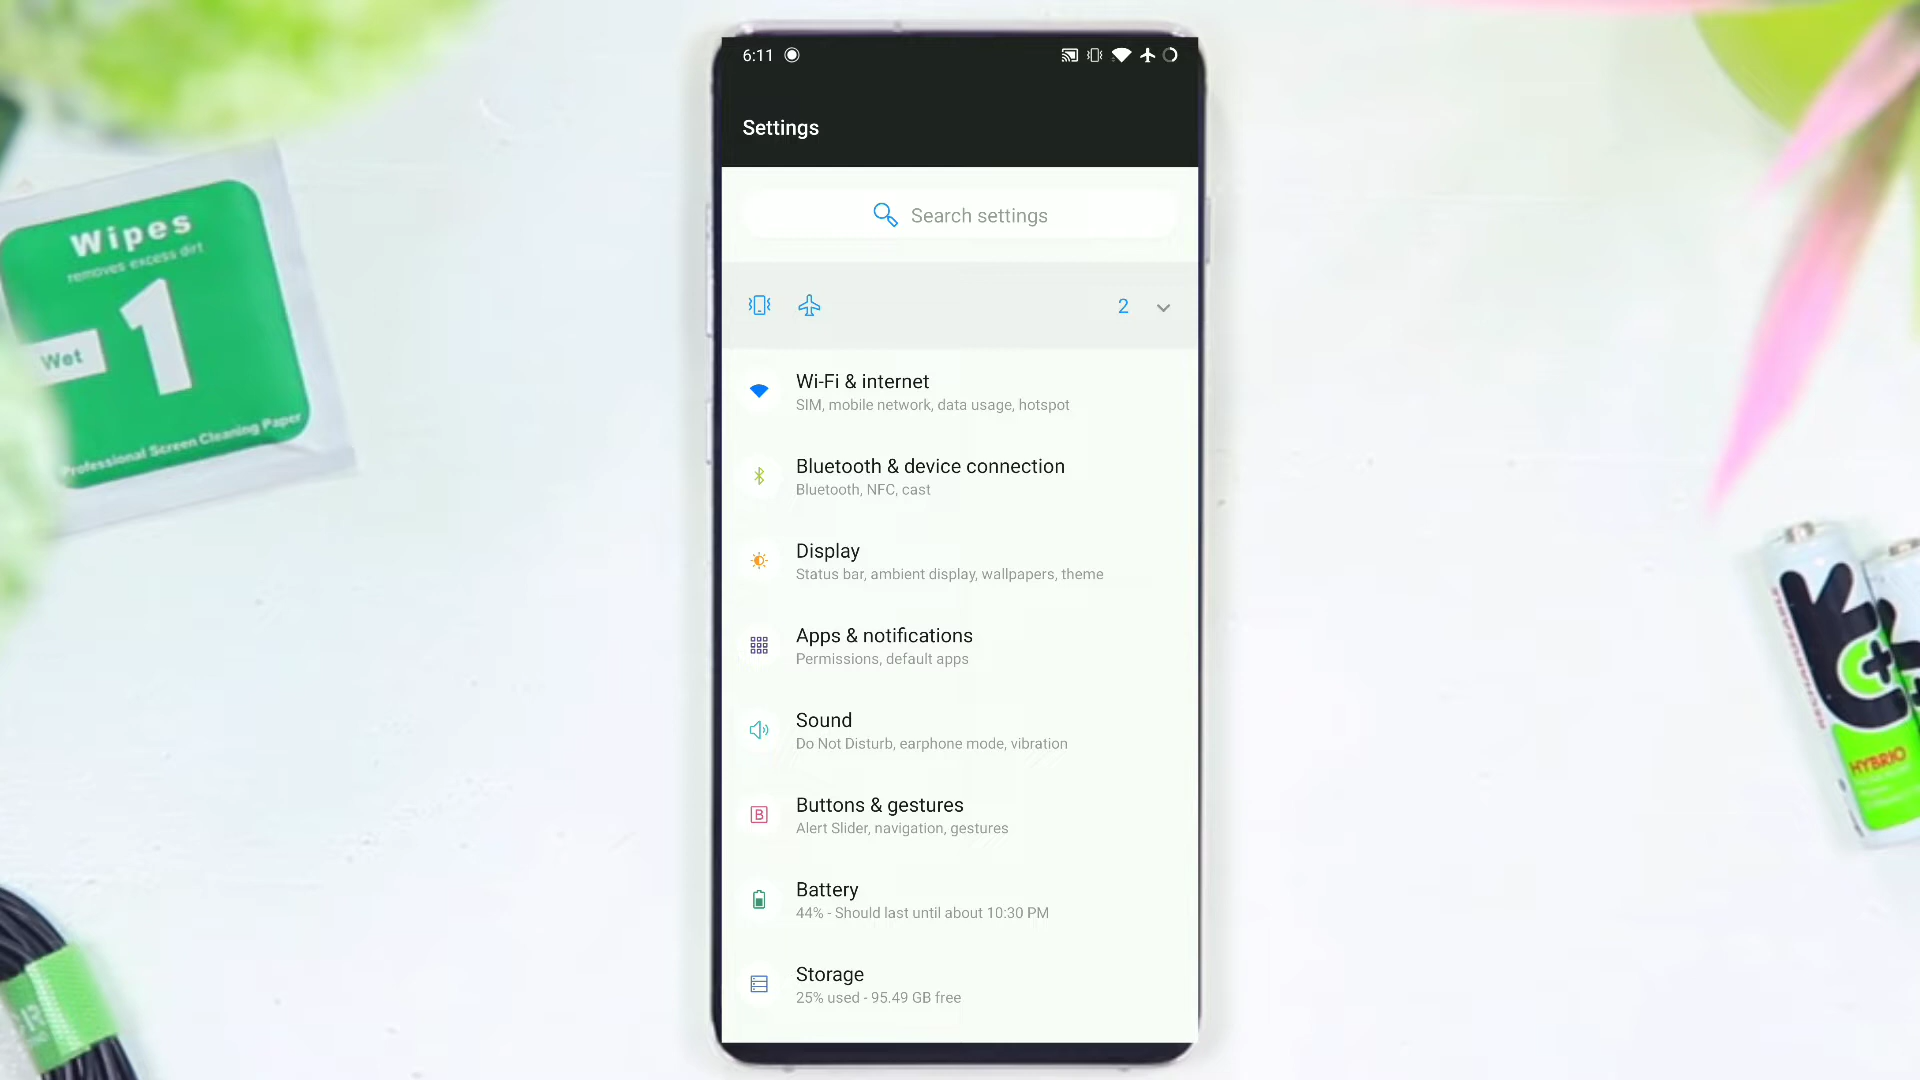 6:11
Settings
Search settings
2
Wi-Fi & internet
SIM, mobile network, data usage, hotspot
Bluetooth & device connection
Bluetooth, NFC, cast
Display
Status bar, ambient display, wallpapers, theme
Apps & notifications
Permissions, default apps
Sound
Do Not Disturb, earphone mode, vibration
Buttons & gestures
Alert Slider, navigation, gestures
Battery
44% - Should last until about 10:30 PM
Storage
25% used - 95.49 GB free
Wipes
removes excess dirt
1
Wet
Professional Screen Cleaning Paper
HYBRIO